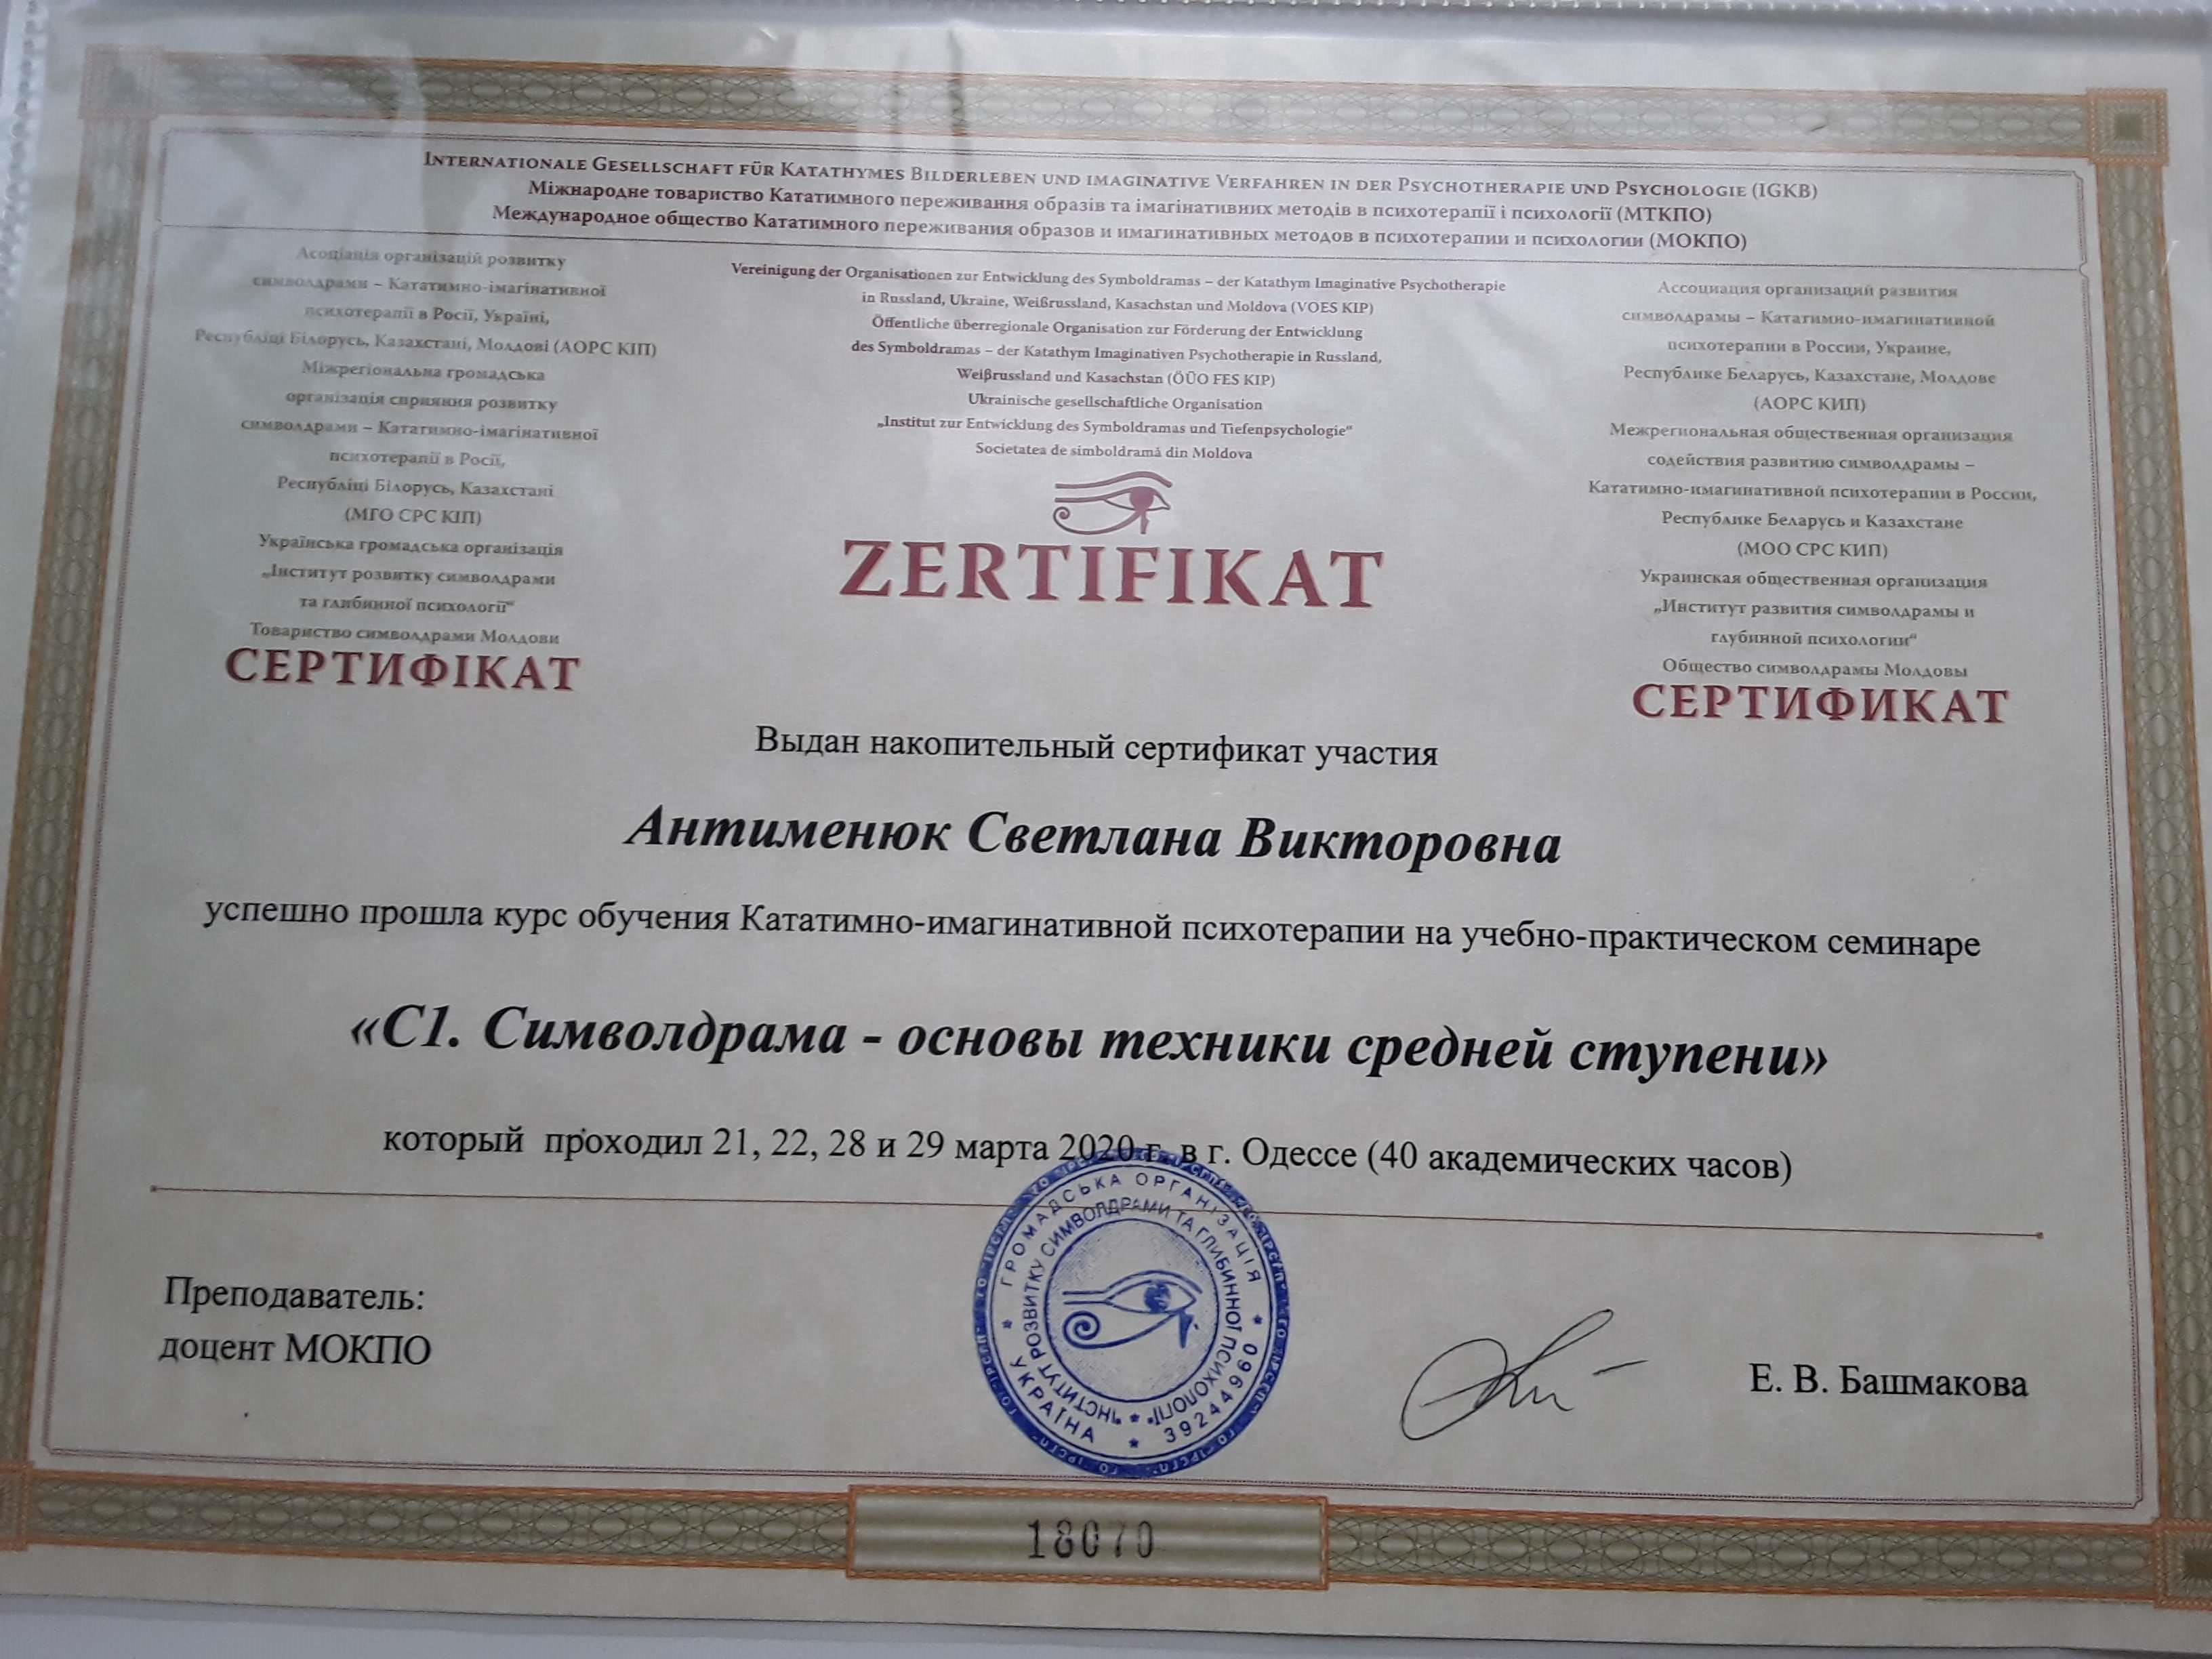 INTERNATIONALE GESELLSCHAFT FÜR KATATHYMES BILDERLEBEN UND IMAGINATIVE VERFAHREN IN DER PSYCHOTHERAPIE UND PSYCHOLOGIE (IGKB)
Міжнародне товариство Кататимного переживання образів та імагінативних методів в психотерапії і психології (МТКПО)
Международное общество Кататимного переживания образов и имагинативных методов в психотерапии и психологии (МОКПО)
Асоціація організацій розвитку
символдрами – Кататимно-імагінативної
психотерапії в Росії, Україні,
Республіці Білорусь, Казахстані, Молдові (АОРС КІП)
Міжрегіональна громадська
організація сприяння розвитку
символдрами – Кататимно-імагінативної
психотерапії в Росії,
Республіці Білорусь, Казахстані
(МГО СРС КІП)
Українська громадська організація
„Інститут розвитку символдрами
та глибинної психології“
Товариство символдрами Молдови
СЕРТИФІКАТ
Vereinigung der Organisationen zur Entwicklung des Symboldramas – der Katathym Imaginative Psychotherapie
in Russland, Ukraine, Weißrussland, Kasachstan und Moldova (VOES KIP)
Öffentliche überregionale Organisation zur Förderung der Entwicklung
des Symboldramas – der Katathym Imaginativen Psychotherapie in Russland,
Weißrussland und Kasachstan (ÖÜO FES KIP)
Ukrainische gesellschaftliche Organisation
„Institut zur Entwicklung des Symboldramas und Tiefenpsychologie“
Societatea de simboldramă din Moldova
ZERTIFIKAT
Ассоциация организаций развития
символдрамы – Кататимно-имагинативной
психотерапии в России, Украине,
Республике Беларусь, Казахстане, Молдове
(АОРС КИП)
Межрегиональная общественная организация
содействия развитию символдрамы –
Кататимно-имагинативной психотерапии в России,
Республике Беларусь и Казахстане
(МОО СРС КИП)
Украинская общественная организация
„Институт развития символдрамы и
глубинной психологии“
Общество символдрамы Молдовы
СЕРТИФИКАТ
Выдан накопительный сертификат участия
Антименюк Светлана Викторовна
успешно прошла курс обучения Кататимно-имагинативной психотерапии на учебно-практическом семинаре
«С1. Символдрама - основы техники средней ступени»
который проходил 21, 22, 28 и 29 марта 2020 г. в г. Одессе (40 академических часов)
ГРОМАДСЬКА ОРГАНІЗАЦІЯ
"ІНСТИТУТ РОЗВИТКУ СИМВОЛДРАМИ ТА ГЛИБИННОЇ ПСИХОЛОГІЇ"
УКРАЇНА * 39244960
Преподаватель:
доцент МОКПО
Е. В. Башмакова
18070